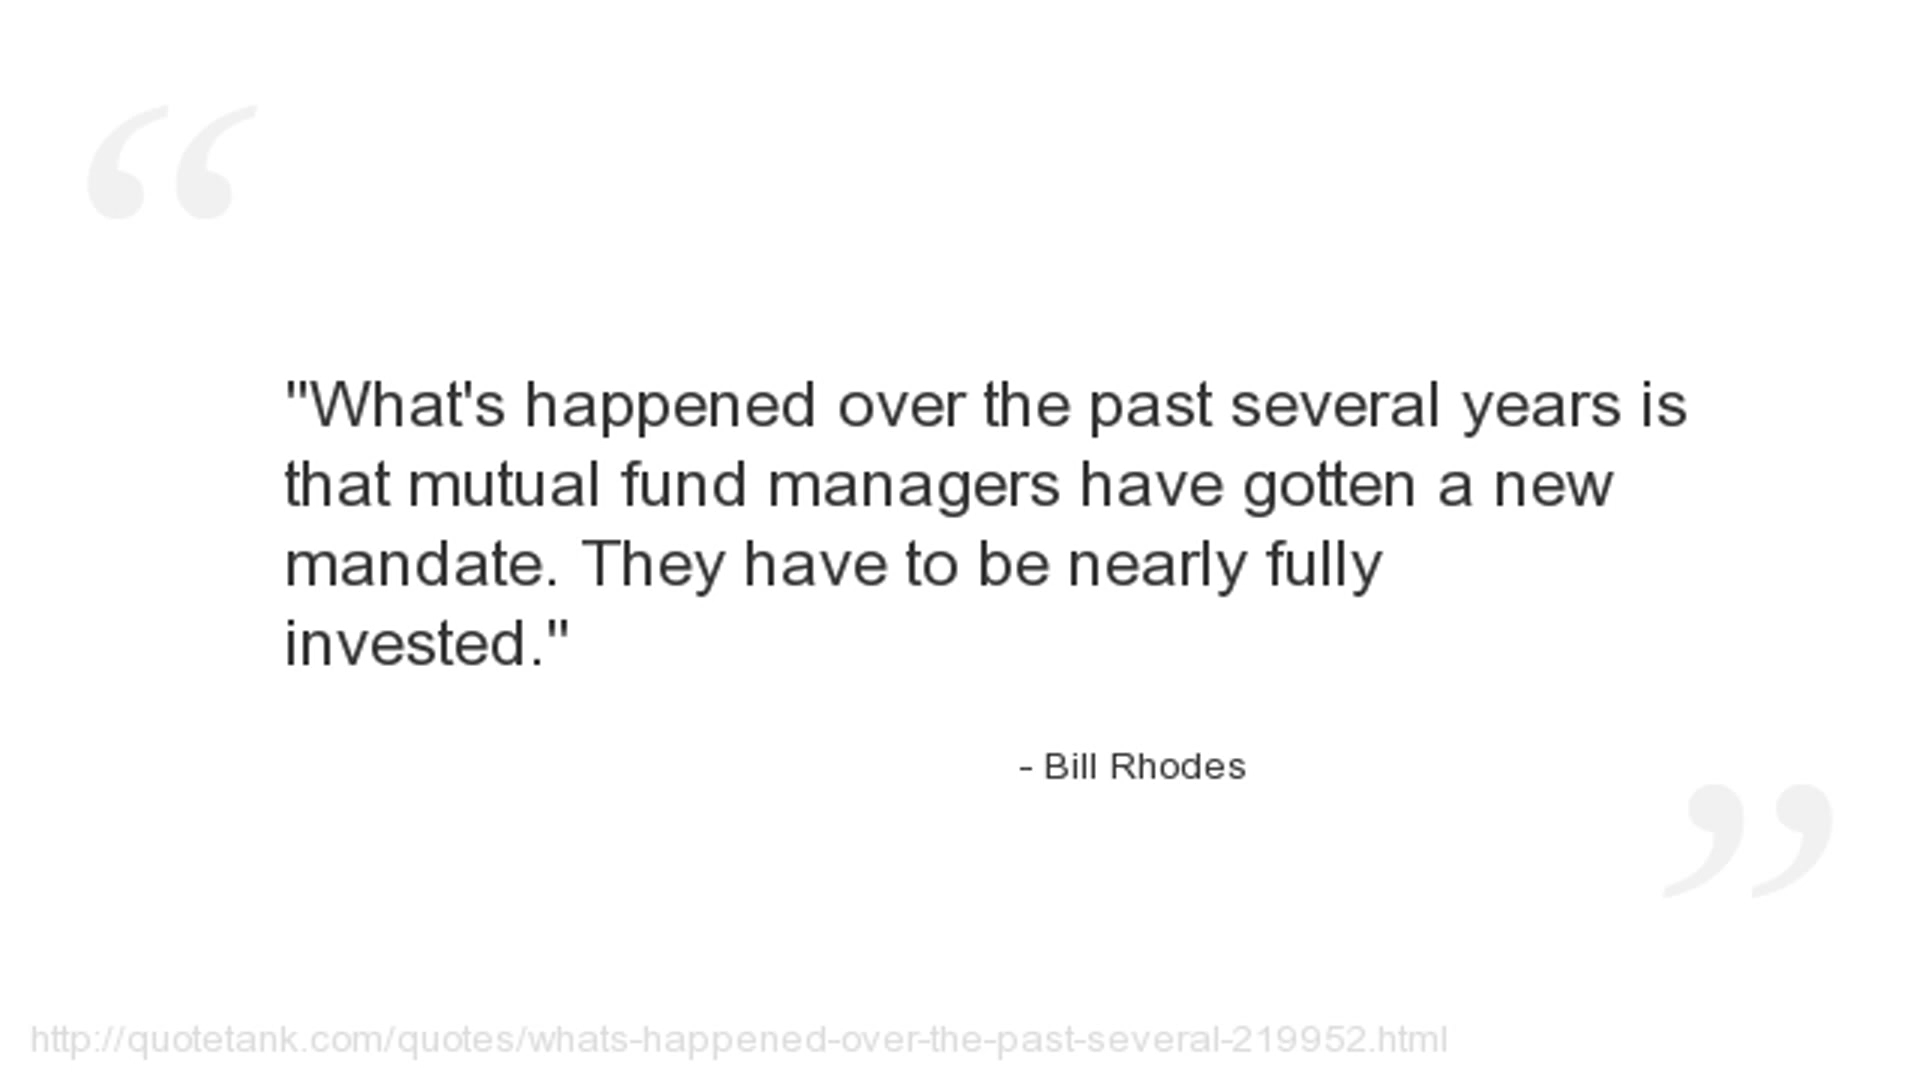 "What's happened over the past several years is
that mutual fund managers have gotten a new
mandate. They have to be nearly fully
invested."
- Bill Rhodes
http://quotetank.com/quotes/whats-happened-over-the-past-several-219952.html